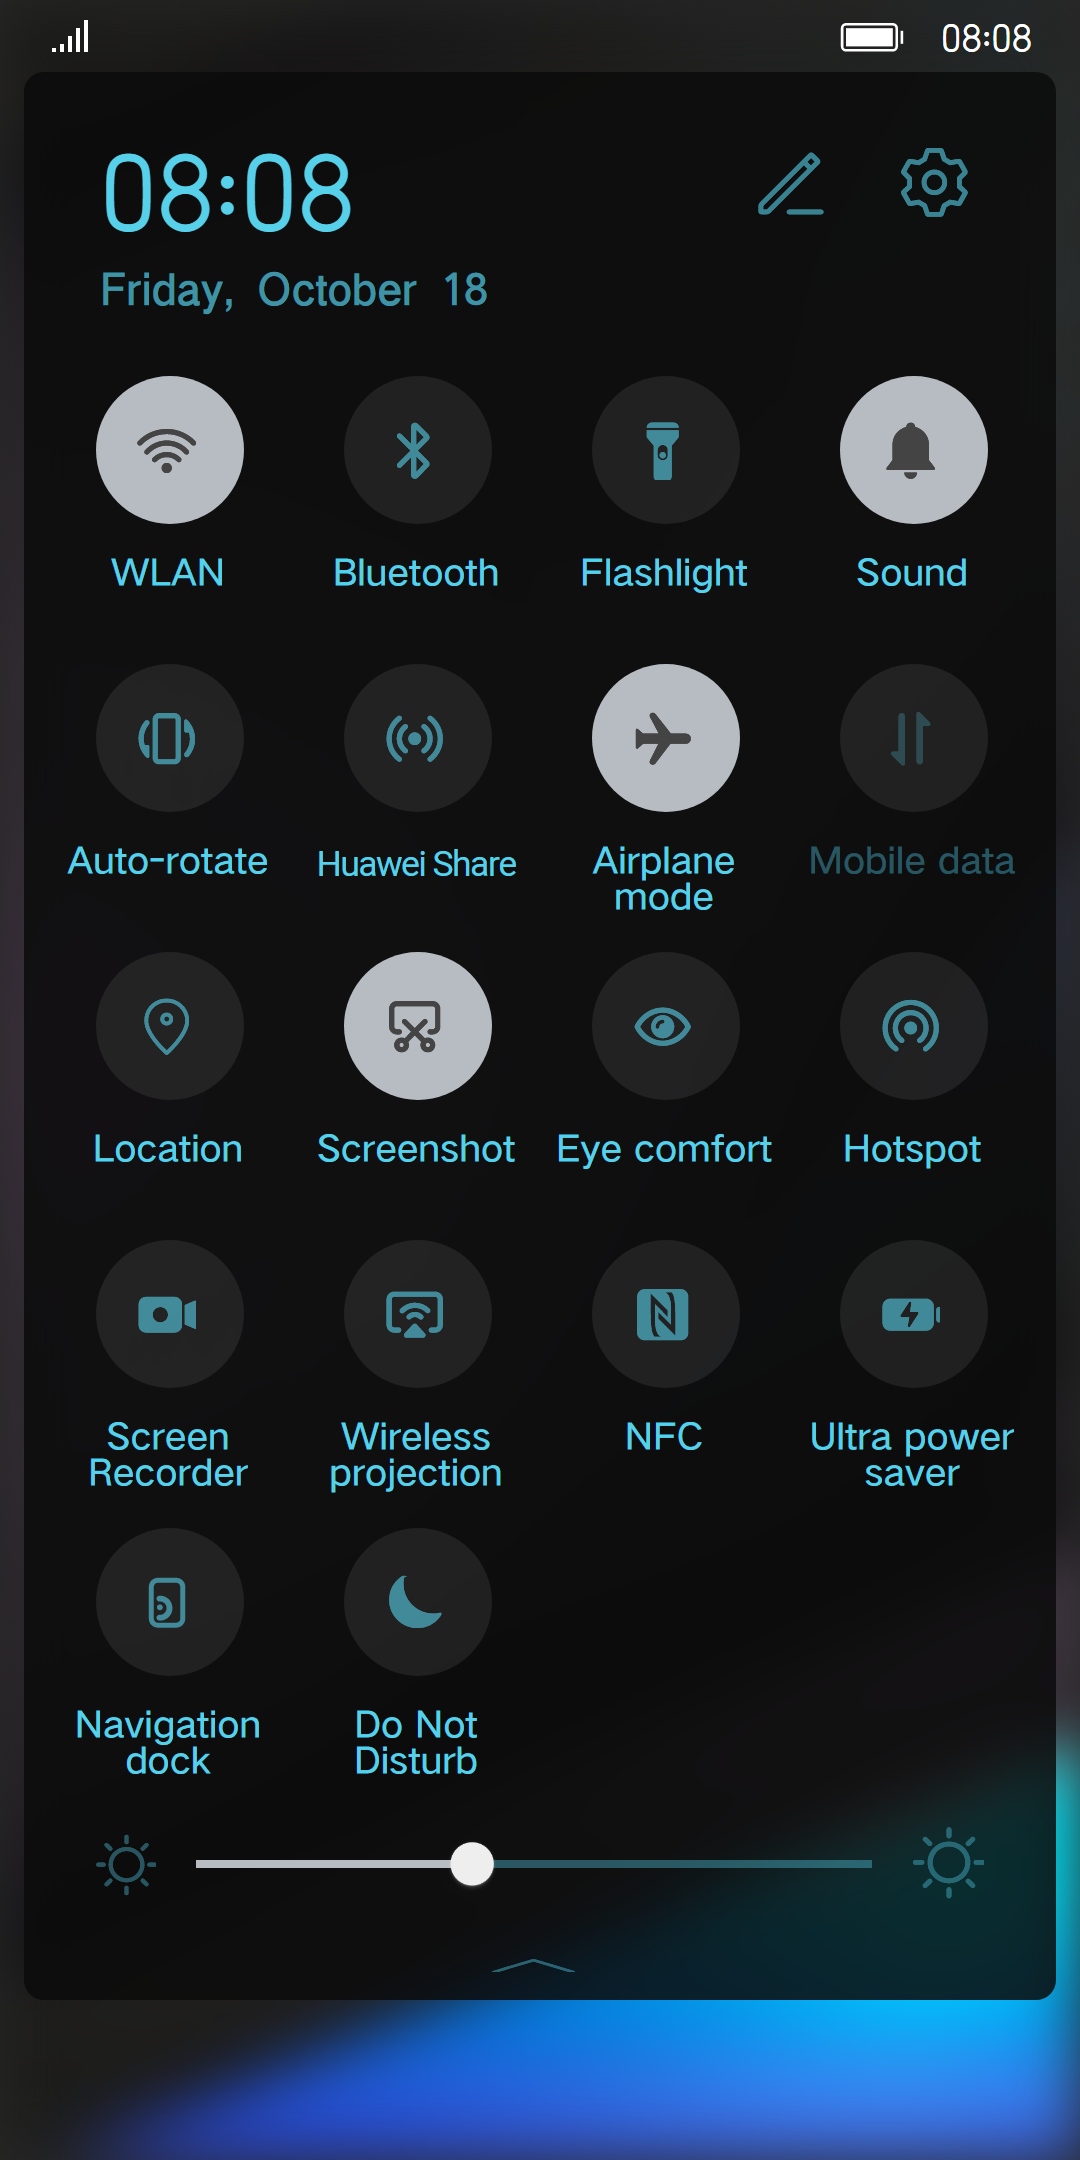 08:08
08:08
Friday, October 18
WLAN
Bluetooth
Flashlight
Sound
Auto-rotate
Huawei Share
Airplane
mode
Mobile data
Location
Screenshot
Eye comfort
Hotspot
Screen
Recorder
Wireless
projection
NFC
Ultra power
saver
Navigation
dock
Do Not
Disturb